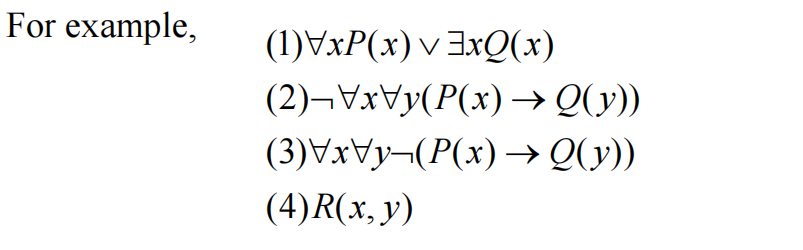 For example,
(1)∀xP(x)∨∃xQ(x)
(2)¬∀x∀y(P(x)→Q(y))
(3)∀x∀y¬(P(x)→Q(y))
(4)R(x,y)